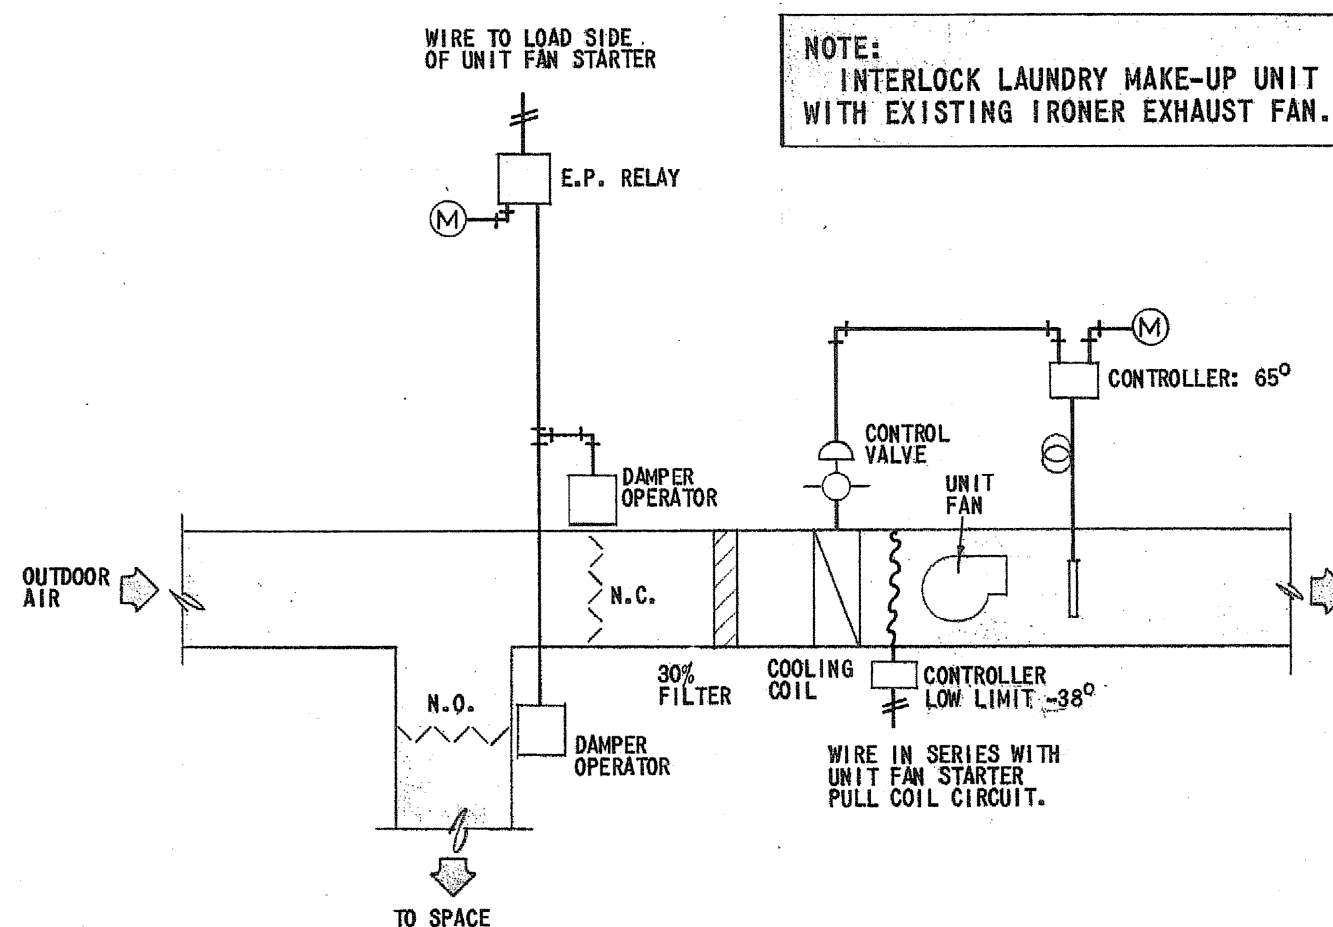 WIRE TO LOAD SIDE
OF UNIT FAN STARTER
NOTE:
INTERLOCK LAUNDRY MAKE-UP UNIT
WITH EXISTING IRONER EXHAUST FAN.
E.P. RELAY
M
M
CONTROLLER: 65°
CONTROL
VALVE
UNIT
FAN
DAMPER
OPERATOR
OUTDOOR
AIR
N.C.
30%
FILTER
COOLING
COIL
CONTROLLER
LOW LIMIT -38°
N.O.
DAMPER
OPERATOR
WIRE IN SERIES WITH
UNIT FAN STARTER
PULL COIL CIRCUIT.
TO SPACE